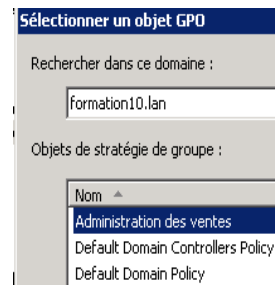 Sélectionner un objet GPO
Rechercher dans ce domaine :
formation10.lan
Objets de stratégie de groupe :
Nom
Administration des ventes
Default Domain Controllers Policy
Default Domain Policy